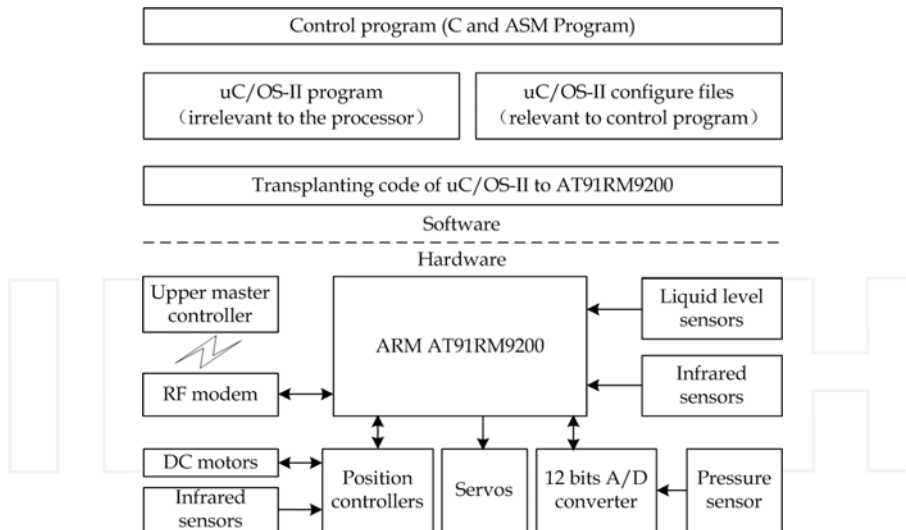 Control program (C and ASM Program)
uC/OS-II program
(irrelevant to the processor)
uC/OS-II configure files
(relevant to control program)
Transplanting code of uC/OS-II to AT91RM9200
Software
Hardware
Upper master
controller
ARM AT91RM9200
Liquid level
sensors
RF modem
Infrared
sensors
DC motors
Infrared
sensors
Position
controllers
Servos
12 bits A/D
converter
Pressure
sensor